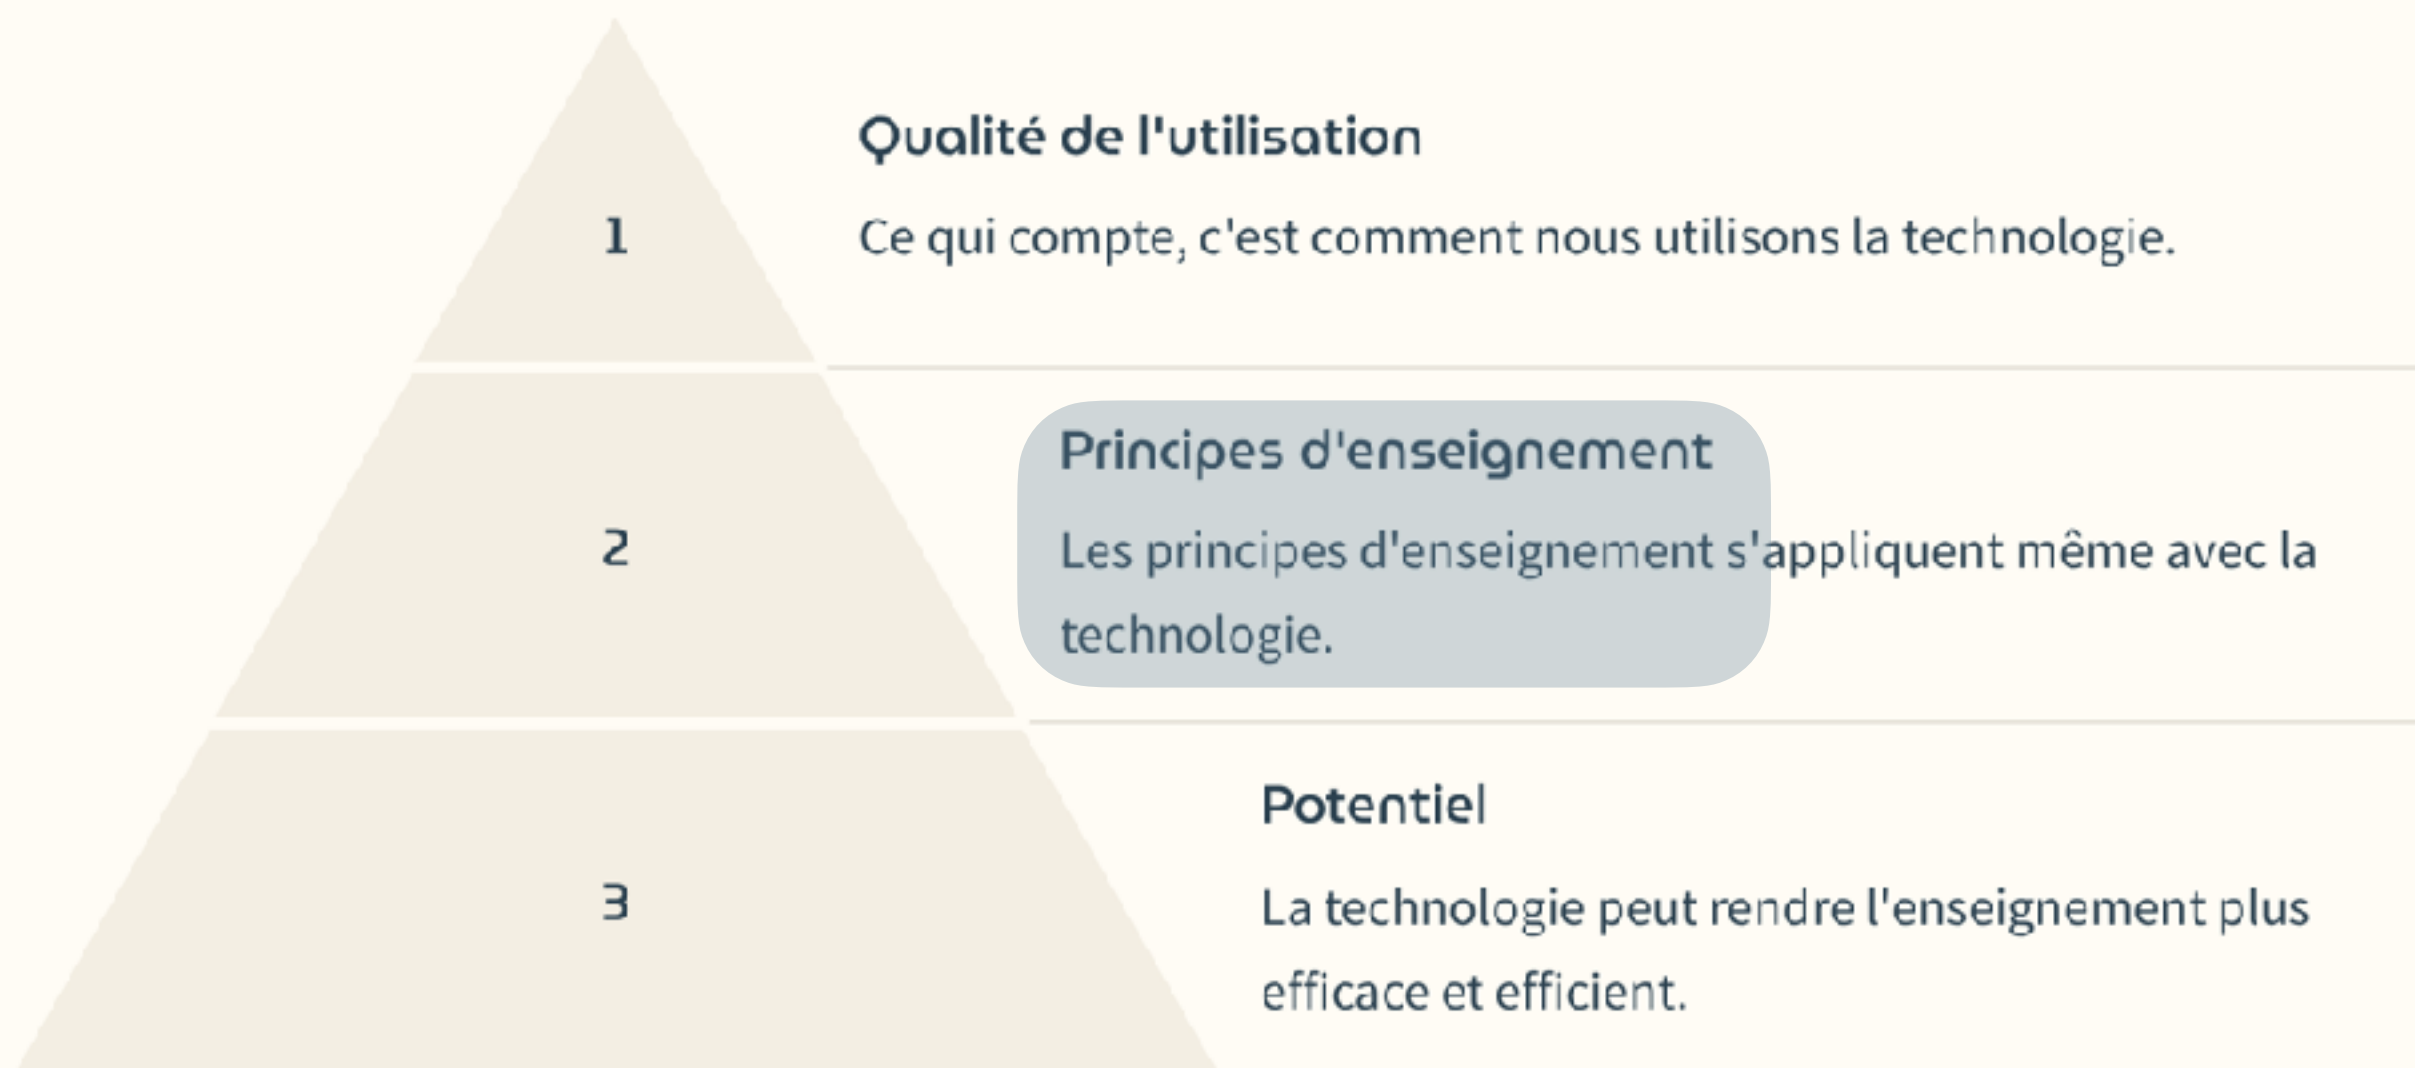 Qualité de l'utilisation
1
Ce qui compte, c'est comment nous utilisons la technologie.
Principes d'enseignement
2
Les principes d'enseignement s'appliquent même avec la
technologie.
Potentiel
3
La technologie peut rendre l'enseignement plus
efficace et efficient.